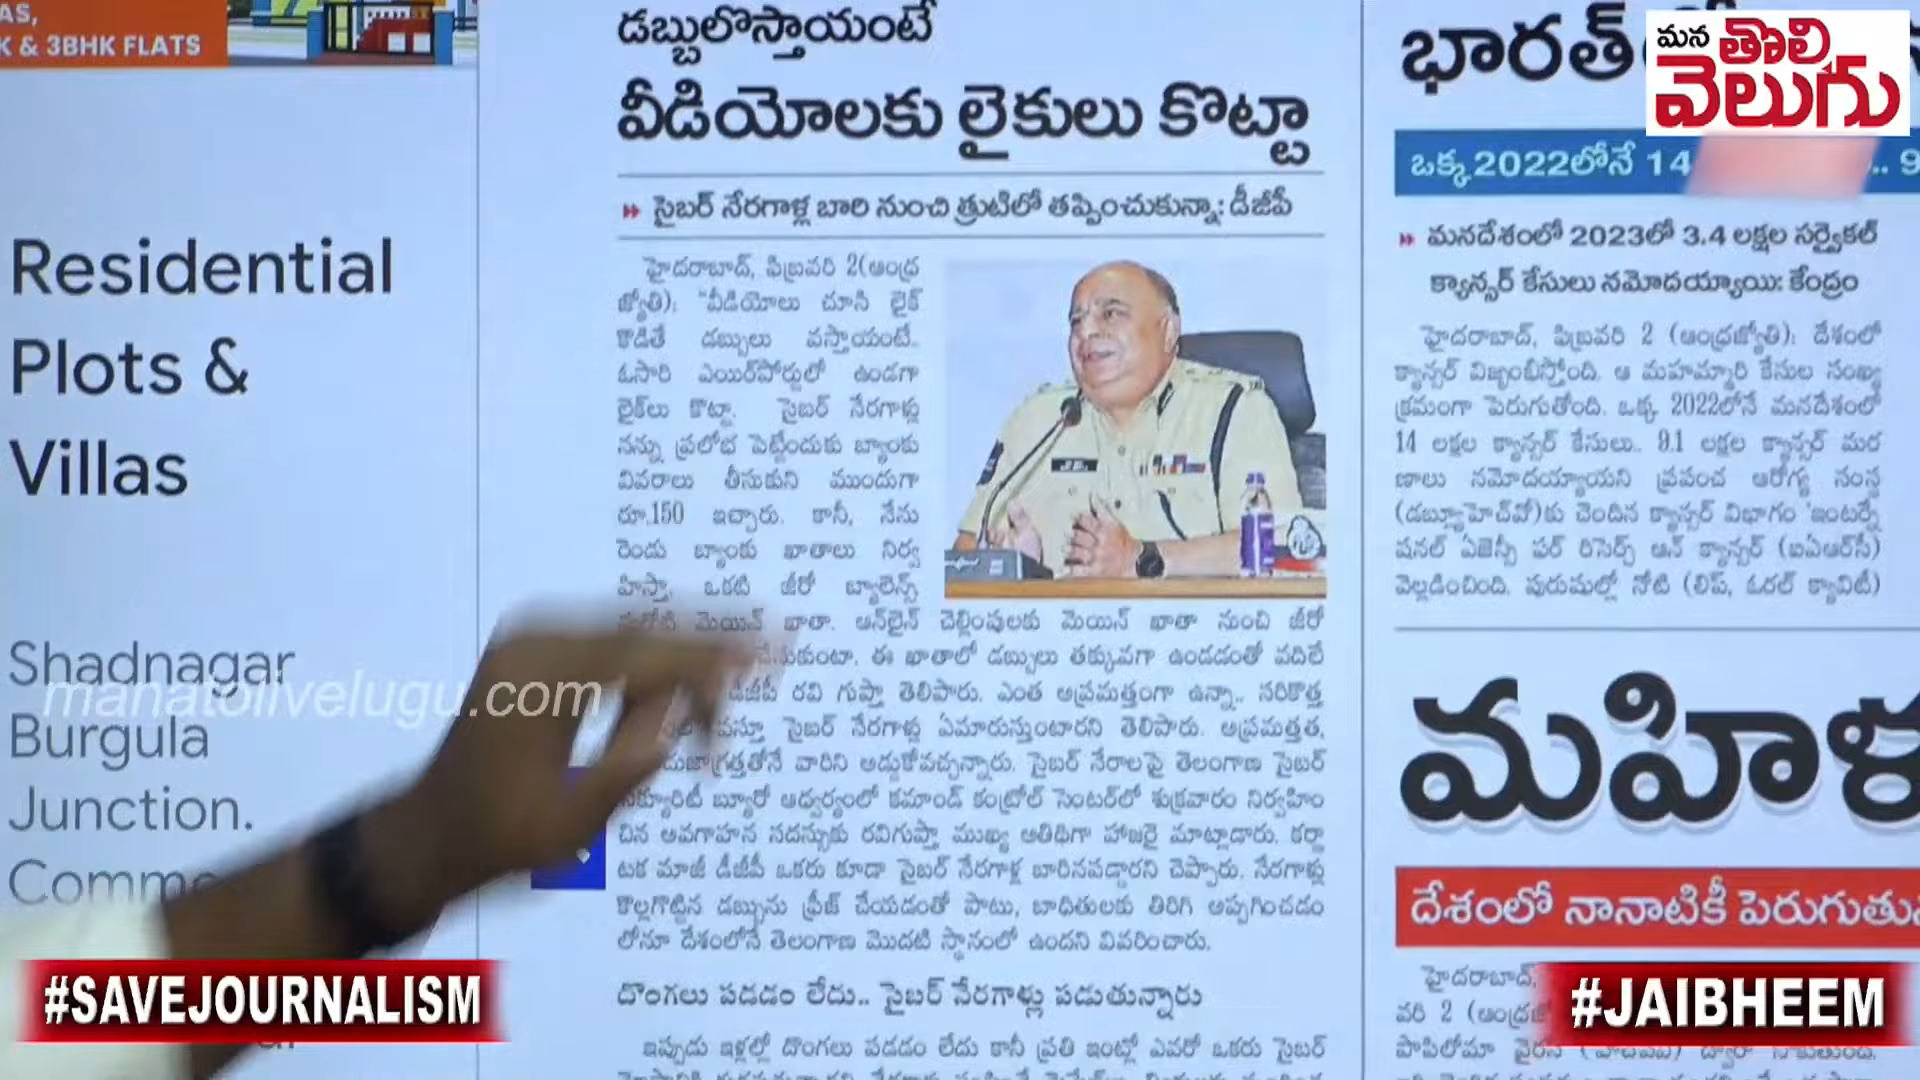 AS,
K & 3BHK FLATS
Residential
Plots &
Villas
Shadnagar
Burgula
Junction.
manatolivelugu.com
#SAVEJOURNALISM
డబ్బులొస్తాయంటే
వీడియోలకు లైకులు కొట్టా
సైబర్ నేరగాళ్ల బారి నుంచి త్రుటిలో తప్పించుకున్నా: డీజీపీ
హైదరాబాద్, ఫిబ్రవరి 2(ఆంధ్ర
జ్యోతి): "వీడియోలు చూసి లైక్
కొడితే డబ్బులు వస్తాయంటే..
ఓసారి ఎయిర్‌పోర్టులో ఉండగా
లైక్‌లు కొట్టా. సైబర్ నేరగాళ్లు
నన్ను ప్రలోభ పెట్టేందుకు బ్యాంకు
వివరాలు తీసుకుని ముందుగా
రూ.150 ఇచ్చారు. కానీ, నేను
రెండు బ్యాంకు ఖాతాలు నిర్వ
హిస్తా. ఒకటి జీరో బ్యాలెన్స్
మెయిన్ ఖాతా. ఆన్‌లైన్ చెల్లింపులకు మెయిన్ ఖాతా నుంచి జీరో
ఈ ఖాతాలో డబ్బులు తక్కువగా ఉండడంతో వదిలే
డీజీపీ రవి గుప్తా తెలిపారు. ఎంత అప్రమత్తంగా ఉన్నా.. సరికొత్త
వస్తూ సైబర్ నేరగాళ్లు ఏమారుస్తుంటారని తెలిపారు. అప్రమత్తత,
వారిని అడ్డుకోవచ్చన్నారు. సైబర్ నేరాలపై తెలంగాణ సైబర్
సెక్యూరిటీ బ్యూరో ఆధ్వర్యంలో కమాండ్ కంట్రోల్ సెంటర్‌లో శుక్రవారం నిర్వహిం
చిన అవగాహన సదస్సుకు రవిగుప్తా ముఖ్య అతిథిగా హాజరై మాట్లాడారు. కర్ణా
టక మాజీ డీజీపీ ఒకరు కూడా సైబర్ నేరగాళ్ల బారినపడ్డారని చెప్పారు. నేరగాళ్లు
కొల్లగొట్టిన డబ్బును ఫ్రీజ్ చేయడంతో పాటు, బాధితులకు తిరిగి అప్పగించడం
లోనూ దేశంలోనే తెలంగాణ మొదటి స్థానంలో ఉందని వివరించారు.
దొంగలు పడడం లేదు.. సైబర్ నేరగాళ్లు పడుతున్నారు
ఇప్పుడు ఇళ్లల్లో దొంగలు పడడం లేదు కానీ ప్రతి ఇంట్లో ఎవరో ఒకరు సైబర్
మన తొలి
వెలుగు
భారత్‌
ఒక్క 2022లోనే 14
.. 9
మనదేశంలో 2023లో 3.4 లక్షల సర్వైకల్
క్యాన్సర్ కేసులు నమోదయ్యాయి: కేంద్రం
హైదరాబాద్, ఫిబ్రవరి 2 (ఆంధ్రజ్యోతి): దేశంలో
క్యాన్సర్ విజృంభిస్తోంది. ఆ మహమ్మారి కేసుల సంఖ్య
క్రమంగా పెరుగుతోంది. ఒక్క 2022లోనే మనదేశంలో
14 లక్షల క్యాన్సర్ కేసులు.. 9.1 లక్షల క్యాన్సర్ మర
ణాలు నమోదయ్యాయని ప్రపంచ ఆరోగ్య సంస్థ
(డబ్ల్యూహెచ్‌వో)కు చెందిన క్యాన్సర్ విభాగం 'ఇంటర్నే
షనల్ ఏజెన్సీ ఫర్ రీసెర్చ్ ఆన్ క్యాన్సర్ (ఐఏఆర్‌సీ)
వెల్లడించింది. పురుషుల్లో నోటి (లిప్, ఓరల్ క్యావిటీ)
మహిళ
దేశంలో నానాటికీ పెరుగుతు
హైదరాబాద్,
వరి 2 (ఆంధ్రజ్యో
#JAIBHEEM